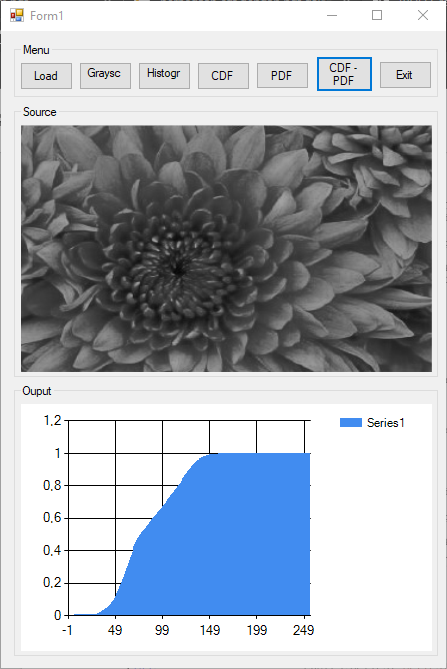 Form1
Menu
Load
Graysc
Histogr
CDF
PDF
CDF -
PDF
Exit
Source
Ouput
1,2
1
0,8
0,6
0,4
0,2
0
-1 49 99 149 199 249
Series1